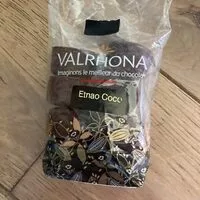 VALRHONA
Imaginons le meilleur du chocolat
Etnao Coco